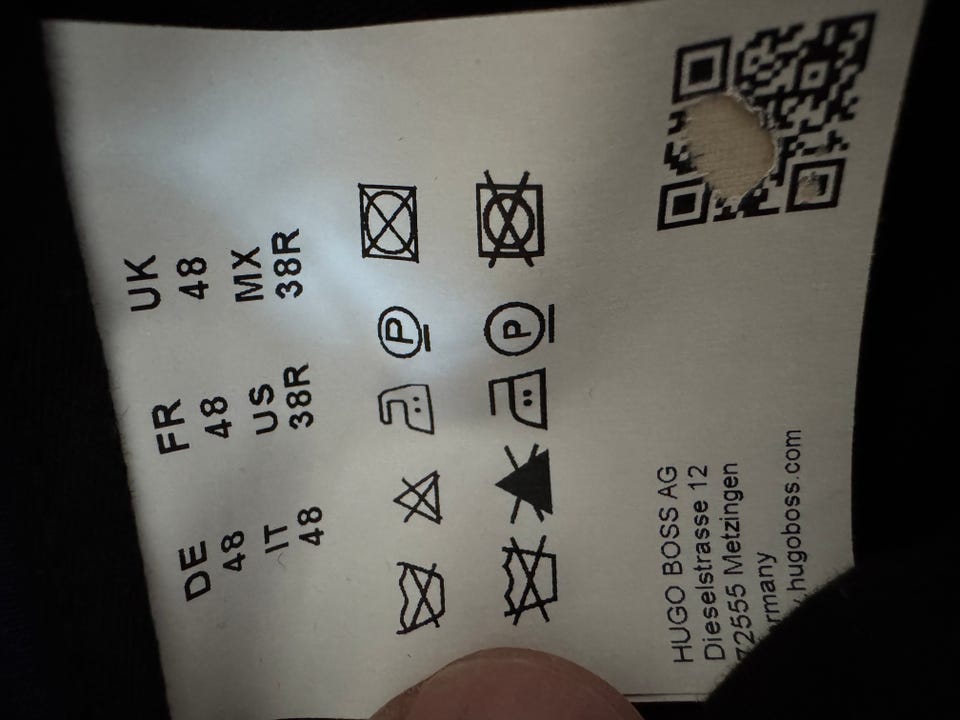 DE FR UK
48 48 48
IT US MX
48 38R 38R
P
P
HUGO BOSS AG
Dieselstrasse 12
72555 Metzingen
rmany
.hugoboss.com